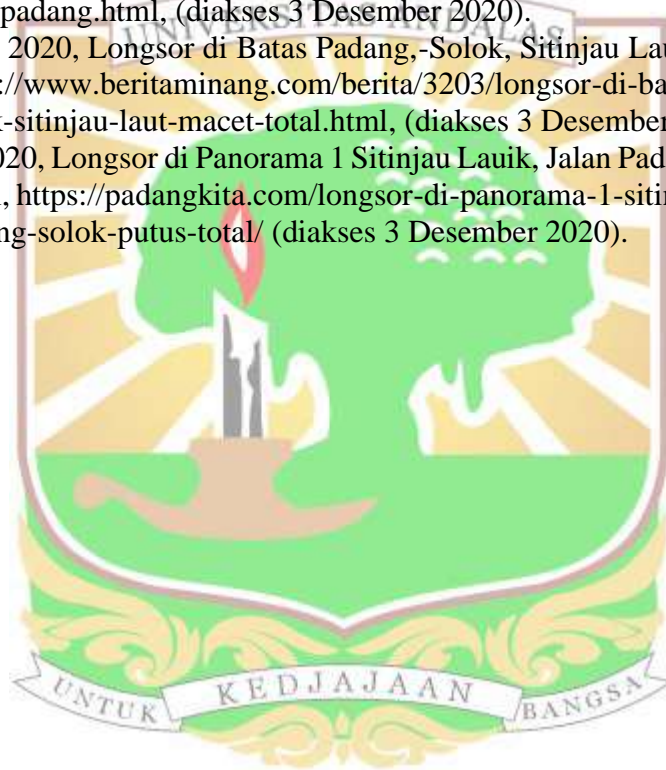 padang.html, (diakses 3 Desember 2020).
UNIVERSITAS ANDALAS
2020, Longsor di Batas Padang,-Solok, Sitinjau Lau
://www.beritaminang.com/berita/3203/longsor-di-ba
-sitinjau-laut-macet-total.html, (diakses 3 Desember
020, Longsor di Panorama 1 Sitinjau Lauik, Jalan Pad
, https://padangkita.com/longsor-di-panorama-1-sitin
ng-solok-putus-total/ (diakses 3 Desember 2020).
UNTUK KEDJAJAAN BANGSA